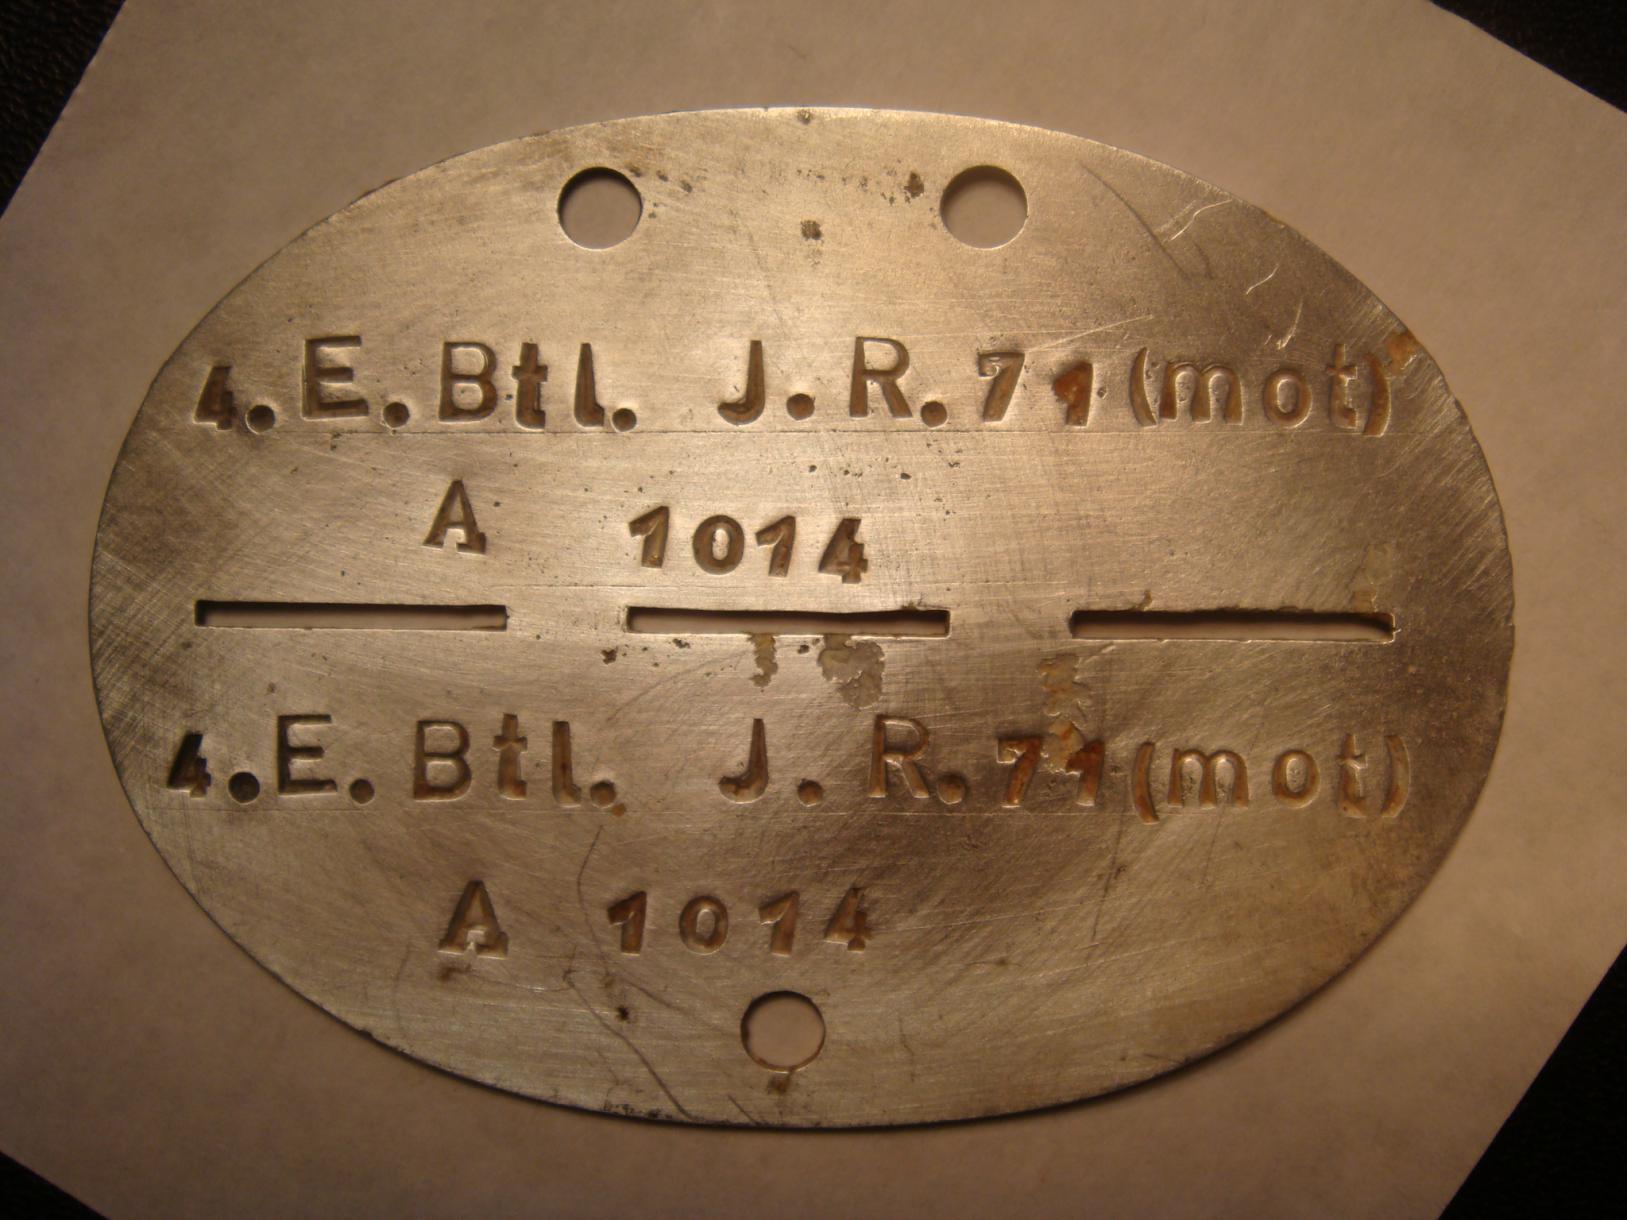 4. E. Btl. J. R. 71 (mot)
A 1014
4. E. Btl. J. R. 71 (mot)
A 1014